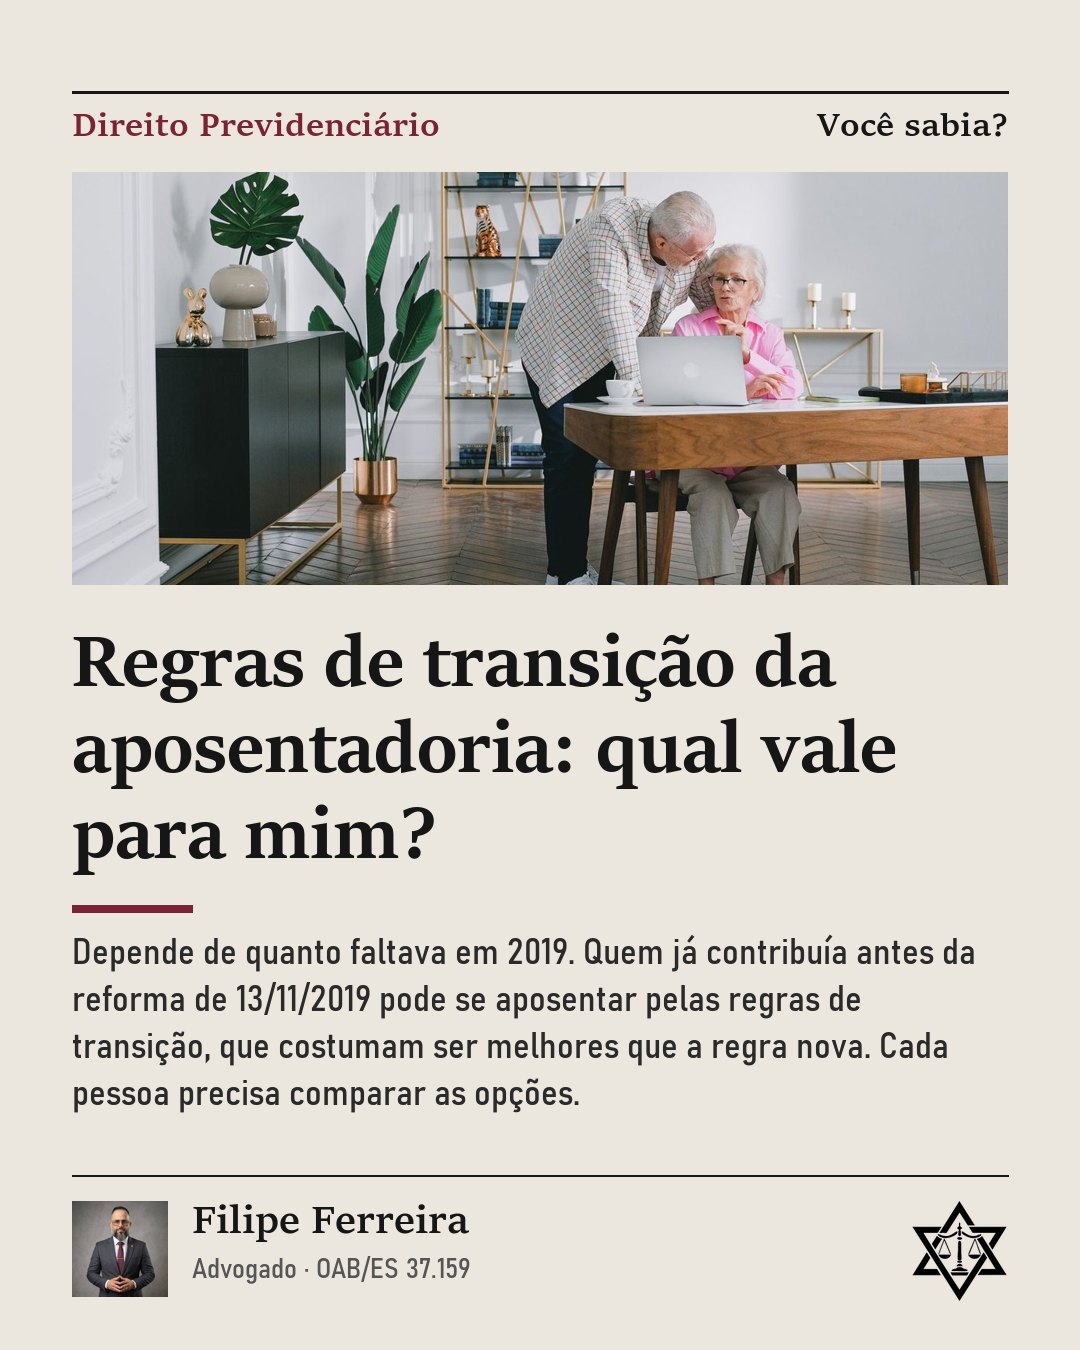 Direito Previdenciário
Você sabia?
Regras de transição da
aposentadoria: qual vale
para mim?
Depende de quanto faltava em 2019. Quem já contribuía antes da
reforma de 13/11/2019 pode se aposentar pelas regras de
transição, que costumam ser melhores que a regra nova. Cada
pessoa precisa comparar as opções.
Filipe Ferreira
Advogado · OAB/ES 37.159